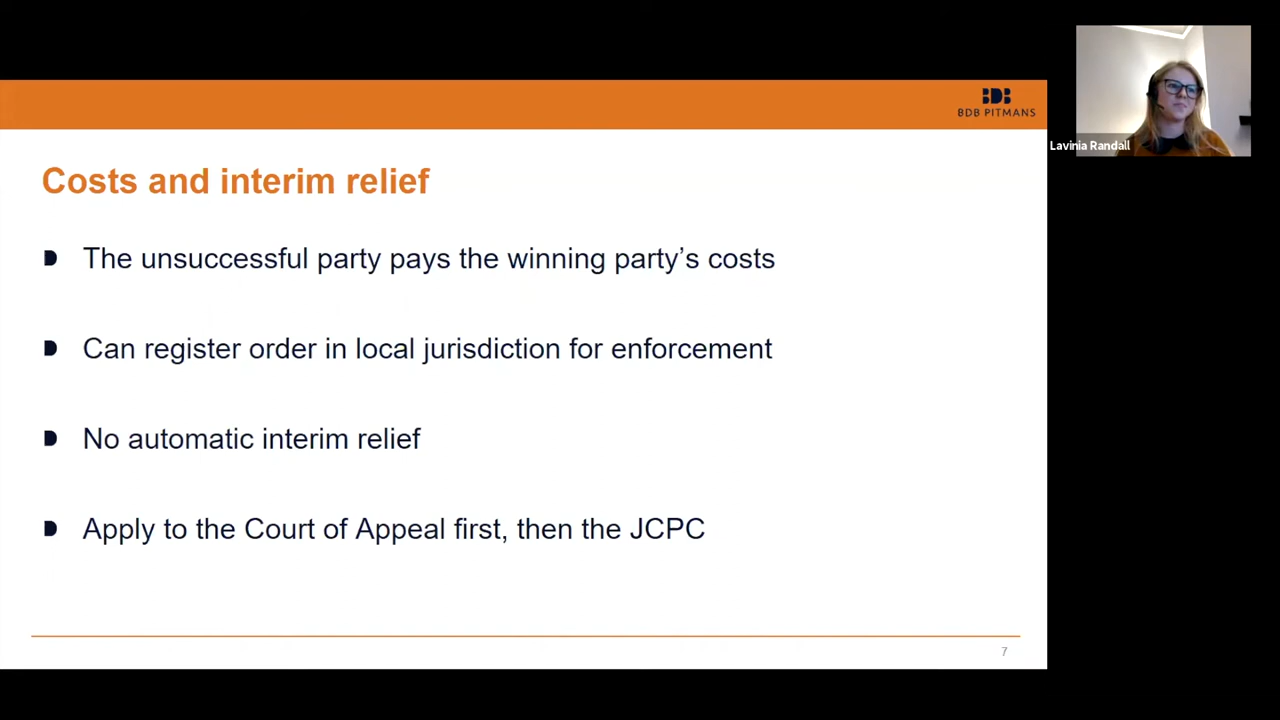 BDB
BDB PITMANS
Lavinia Randall
Costs and interim relief
The unsuccessful party pays the winning party’s costs
Can register order in local jurisdiction for enforcement
No automatic interim relief
Apply to the Court of Appeal first, then the JCPC
7